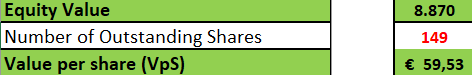 Equity Value 8.870
Number of Outstanding Shares 149
Value per share (VpS) € 59,53